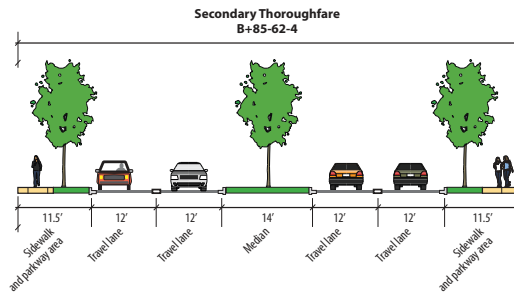 Secondary Thoroughfare
B+85-62-4
11.5′
12′
12′
14′
12′
12′
11.5′
Sidewalk
and parkway area
Travel lane
Travel lane
Median
Travel lane
Travel lane
Sidewalk
and parkway area